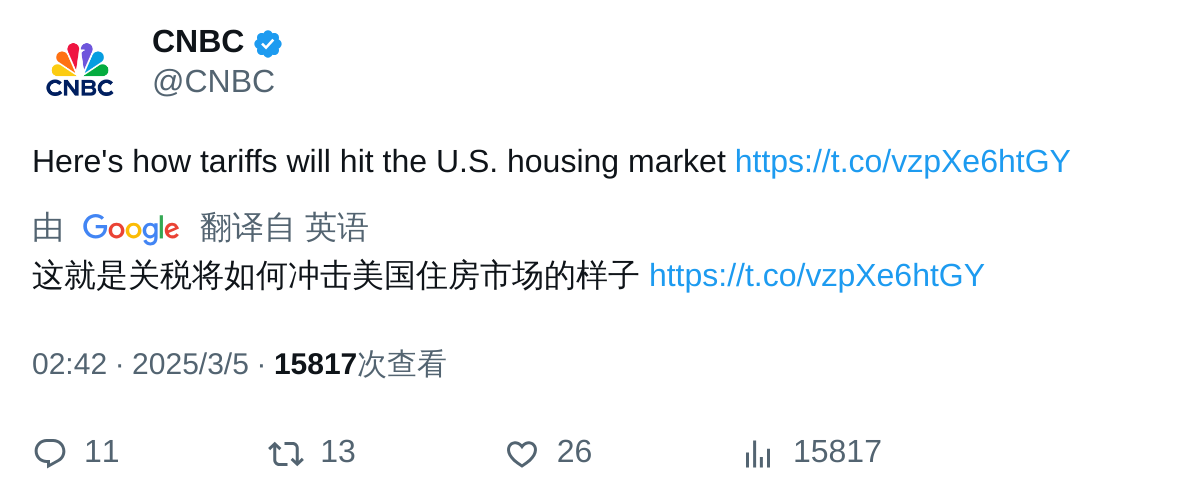 CNBC
CNBC
@CNBC
Here's how tariffs will hit the U.S. housing market https://t.co/vzpXe6htGY
由 Google 翻译自 英语
这就是关税将如何冲击美国住房市场的样子 https://t.co/vzpXe6htGY
02:42 · 2025/3/5 · 15817次查看
11 13 26 15817